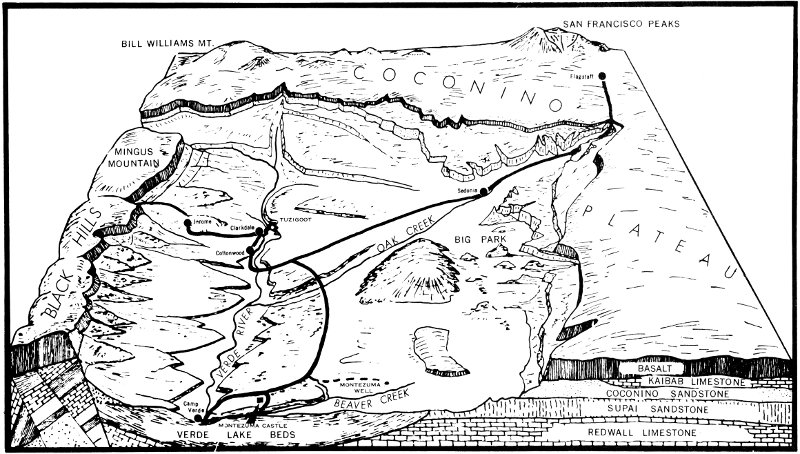 SAN FRANCISCO PEAKS
BILL WILLIAMS MT.
COCONINO
Flagstaff
MINGUS
MOUNTAIN
Sedona
Jerome
Clarkdale
TUZIGOOT
PLATEAU
BLACK HILLS
OAK CREEK
BIG PARK
Cottonwood
VERDE RIVER
BASALT
KAIBAB LIMESTONE
MONTEZUMA
WELL
COCONINO SANDSTONE
BEAVER CREEK
Camp
Verde
SUPAI SANDSTONE
MONTEZUMA CASTLE
VERDE LAKE BEDS
REDWALL LIMESTONE